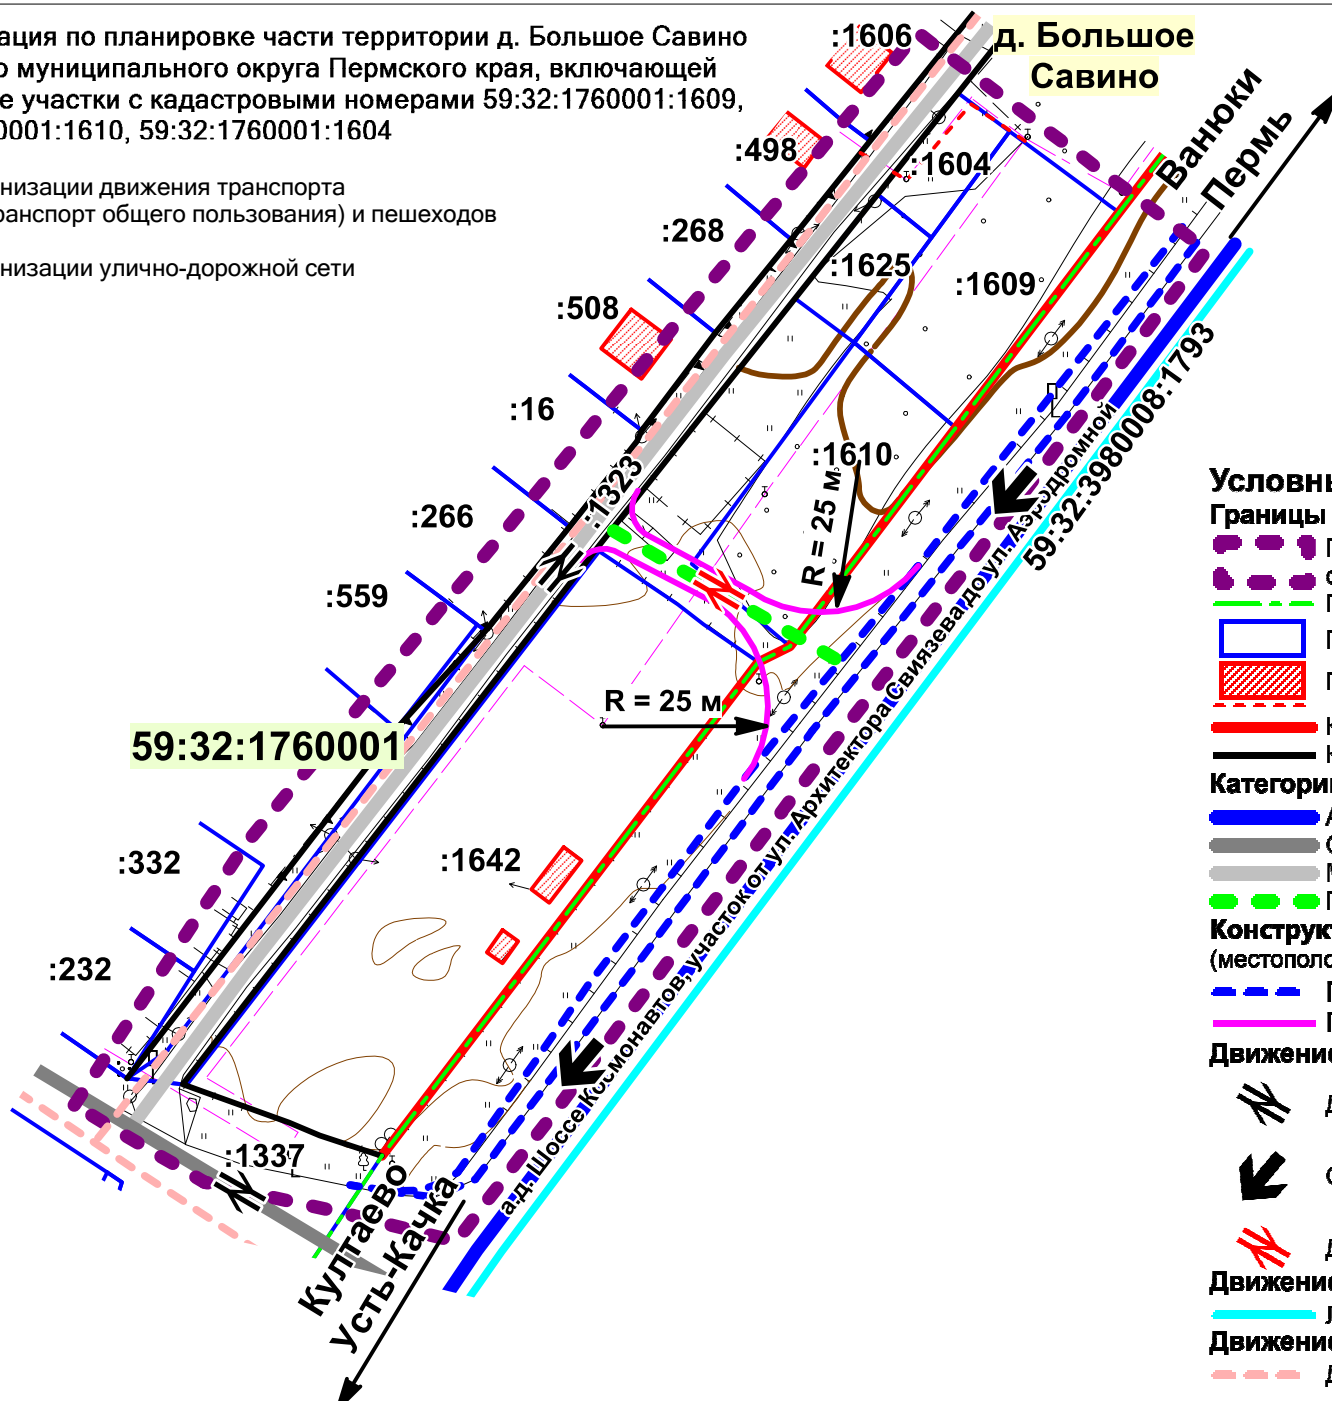 ация по планировке части территории д. Большое Савино
о муниципального округа Пермского края, включающей
е участки с кадастровыми номерами 59:32:1760001:1609,
0001:1610, 59:32:1760001:1604
низации движения транспорта
ранспорт общего пользования) и пешеходов
низации улично-дорожной сети
:1606
д. Большое
Савино
Ванюки
Пермь
:498
:1604
:268
:1625
:1609
:508
:16
:1610
:1323
:266
:559
R = 25 м
R = 25 м
59:32:3980008:1793
59:32:1760001
а.д. Шоссе Космонавтов, участок от ул. Архитектора Свиязева до ул. Аэродромной
:332
:1642
:232
:1337
Култаево
Усть-Качка
Условны
Границы
Категори
Конструк
(местополо
Движение
Движение
Движение